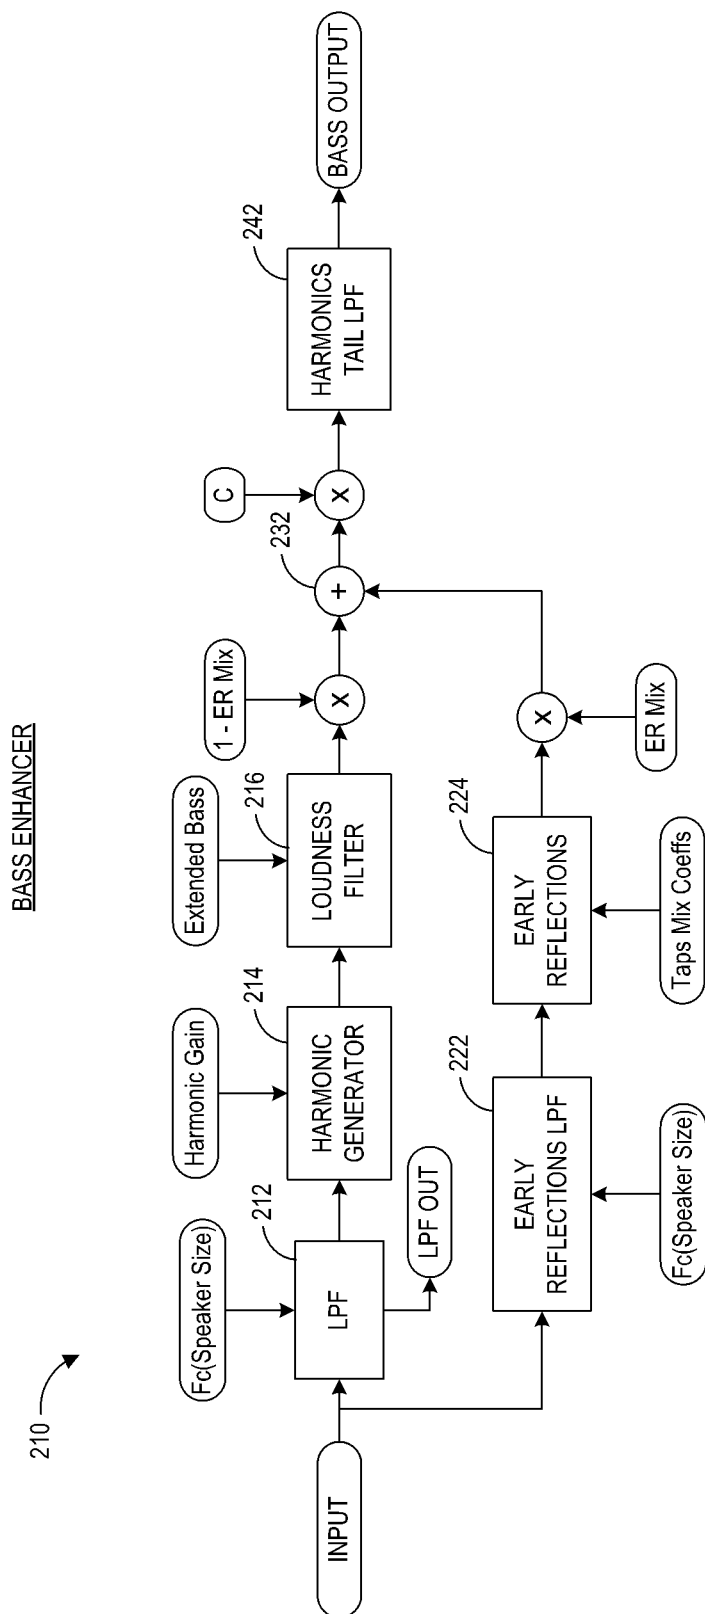 BASS ENHANCER
210
INPUT
Fc(Speaker Size)
212
LPF
LPF OUT
Harmonic Gain
214
HARMONIC
GENERATOR
Extended Bass
216
LOUDNESS
FILTER
1 - ER Mix
X
232
+
C
X
242
HARMONICS
TAIL LPF
BASS OUTPUT
222
EARLY
REFLECTIONS LPF
Fc(Speaker Size)
224
EARLY
REFLECTIONS
Taps Mix Coeffs
X
ER Mix